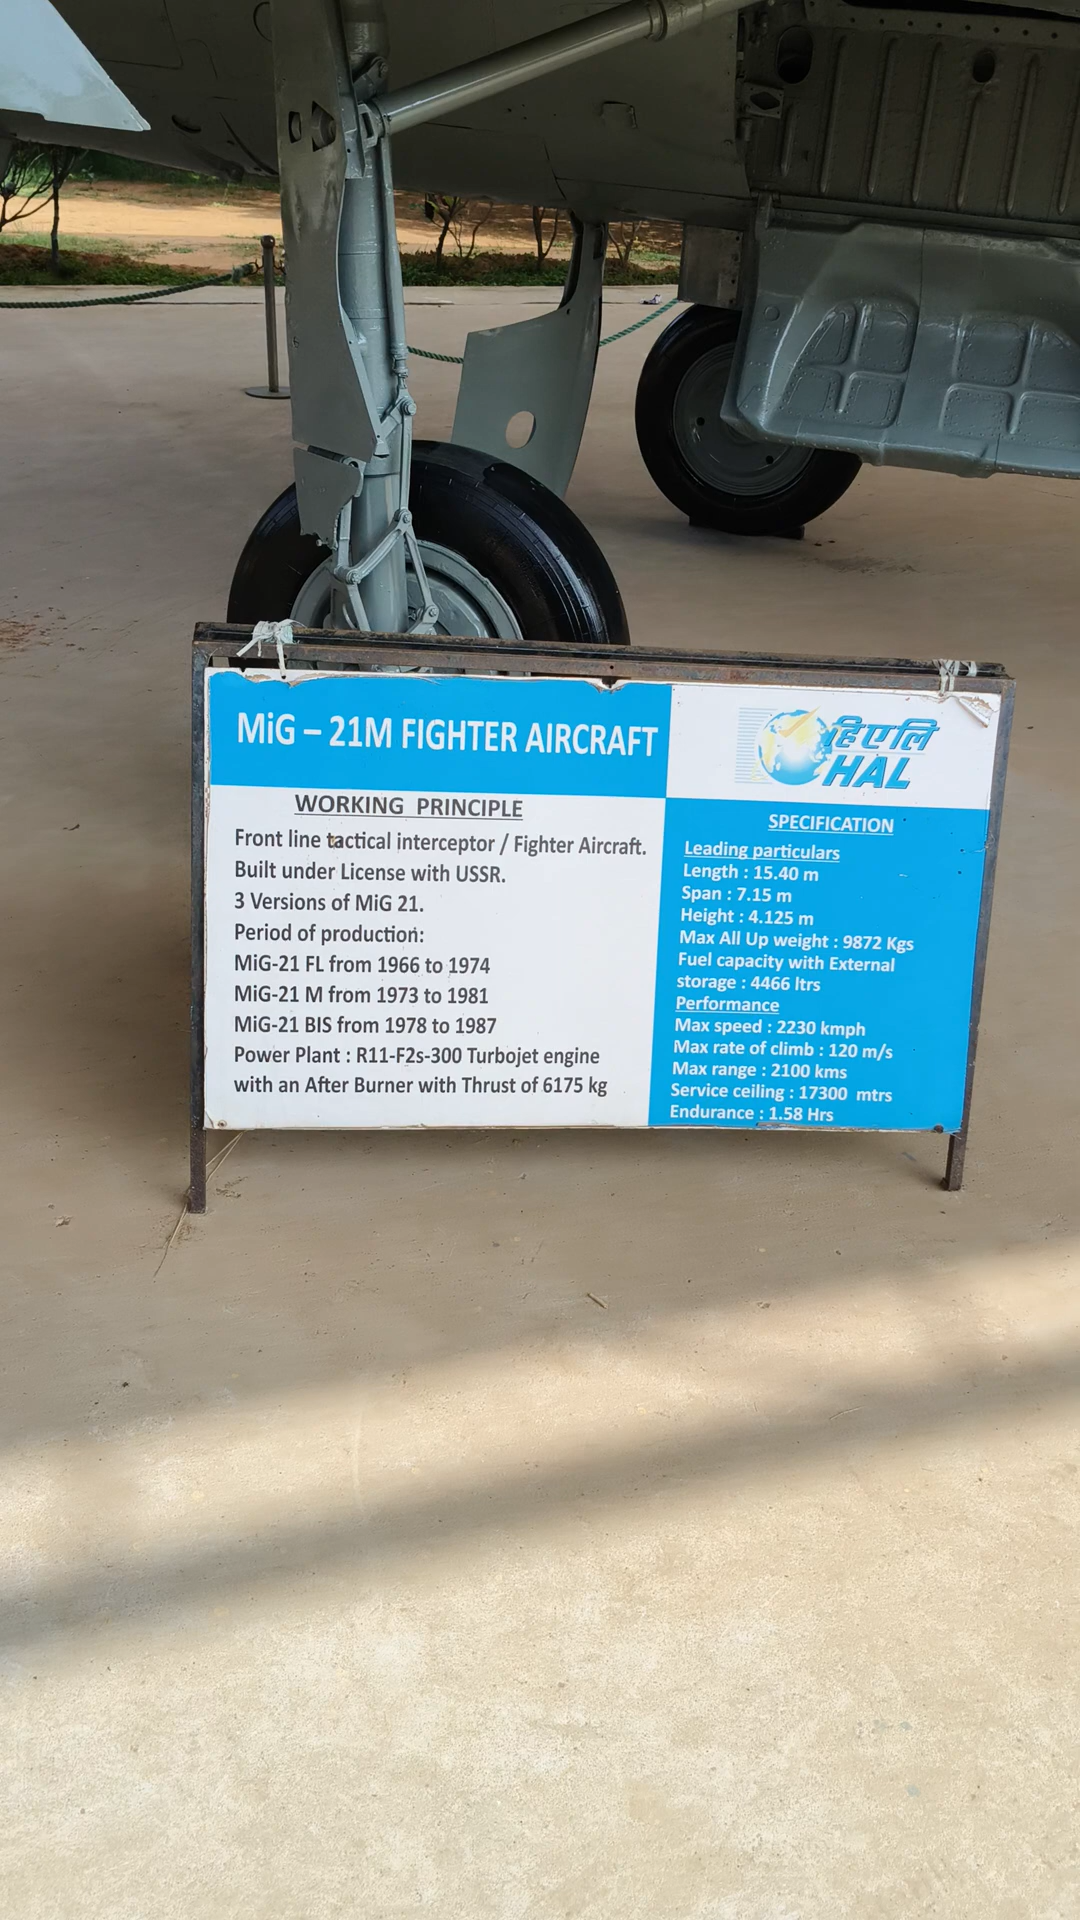 MiG – 21M FIGHTER AIRCRAFT
हिएलि
HAL
WORKING PRINCIPLE
Front line tactical interceptor / Fighter Aircraft.
Built under License with USSR.
3 Versions of MiG 21.
Period of production:
MiG-21 FL from 1966 to 1974
MiG-21 M from 1973 to 1981
MiG-21 BIS from 1978 to 1987
Power Plant : R11-F2s-300 Turbojet engine
with an After Burner with Thrust of 6175 kg
SPECIFICATION
Leading particulars
Length : 15.40 m
Span : 7.15 m
Height : 4.125 m
Max All Up weight : 9872 Kgs
Fuel capacity with External
storage : 4466 ltrs
Performance
Max speed : 2230 kmph
Max rate of climb : 120 m/s
Max range : 2100 kms
Service ceiling : 17300 mtrs
Endurance : 1.58 Hrs